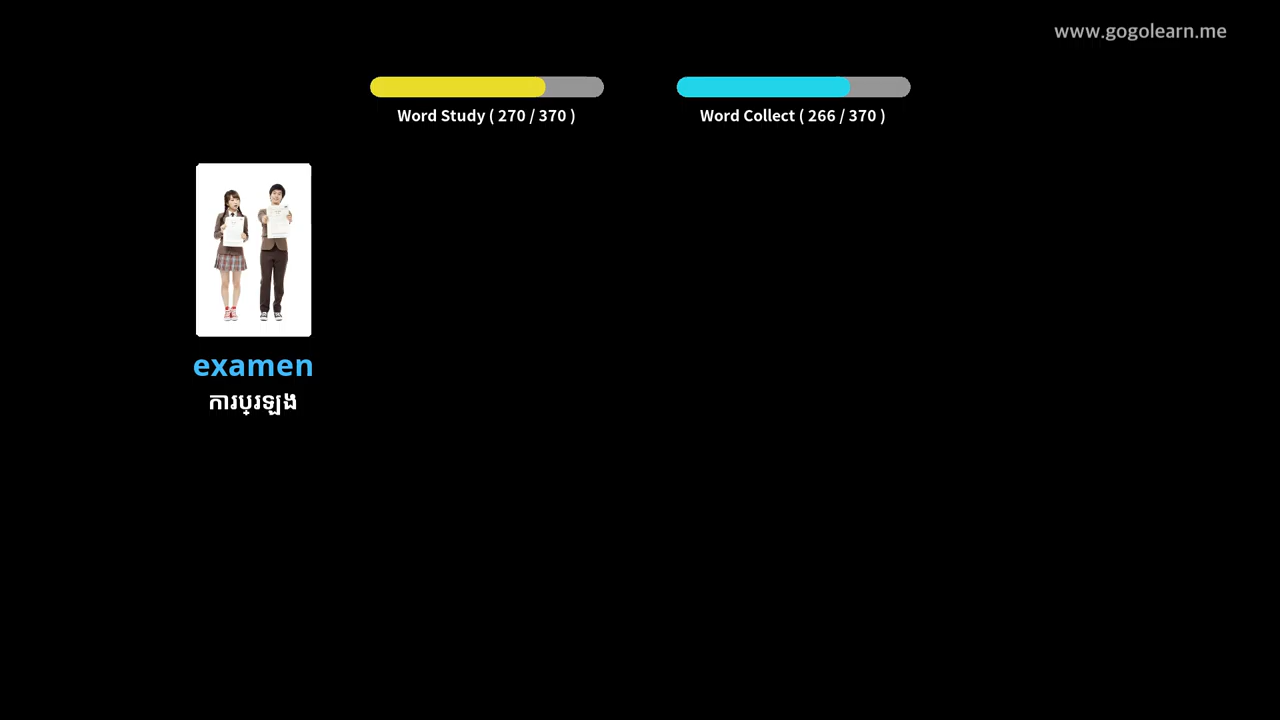 www.gogolearn.me
Word Study ( 270 / 370 )
Word Collect ( 266 / 370 )
examen
ការប្រឡង